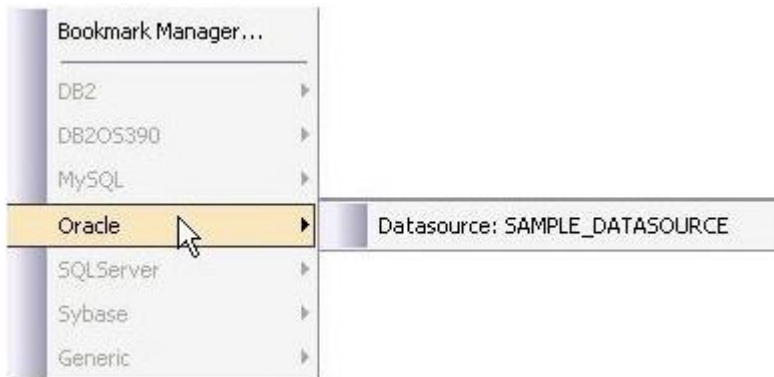 Bookmark Manager...
DB2
DB2OS390
MySQL
Oracle
Datasource: SAMPLE_DATASOURCE
SQLServer
Sybase
Generic